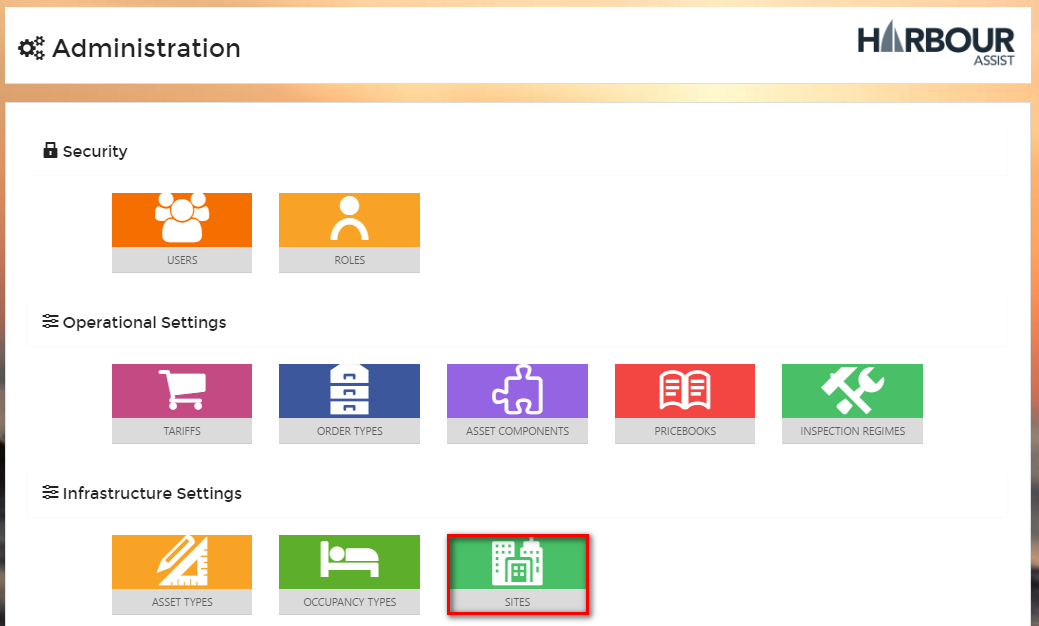 Administration
HARBOUR
ASSIST
Security
USERS
ROLES
Operational Settings
TARIFFS
ORDER TYPES
ASSET COMPONENTS
PRICEBOOKS
INSPECTION REGIMES
Infrastructure Settings
ASSET TYPES
OCCUPANCY TYPES
SITES